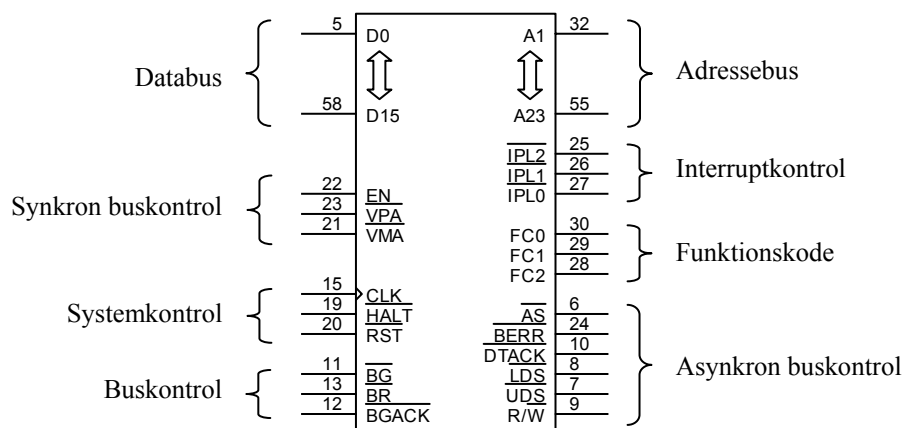 5 D0 A1 32
Databus
Adressebus
58 D15 A23 55
25
IPL2
26
IPL1
Interruptkontrol
27
IPL0
22
EN
Synkron buskontrol
23
VPA
21
VMA
30
FC0
29
FC1
Funktionskode
28
FC2
15
CLK
Systemkontrol
19
HALT
20
RST
6
AS
24
BERR
10
DTACK
8
LDS
Asynkron buskontrol
7
UDS
9
R/W
11
BG
Buskontrol
13
BR
12
BGACK